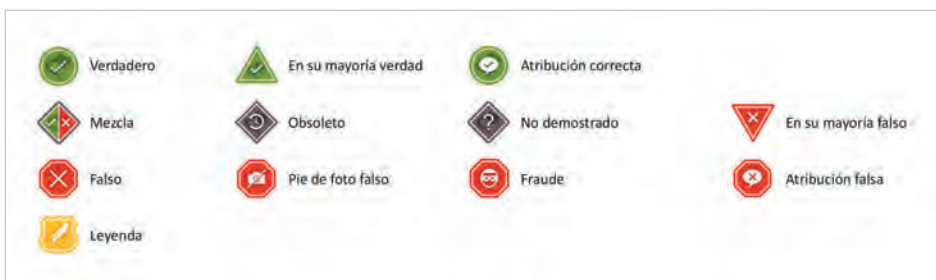 Verdadero En su mayoría verdad Atribución correcta
Mezcla Obsoleto ? No demostrado En su mayoría falso
Falso Pie de foto falso Fraude Atribución falsa
Leyenda